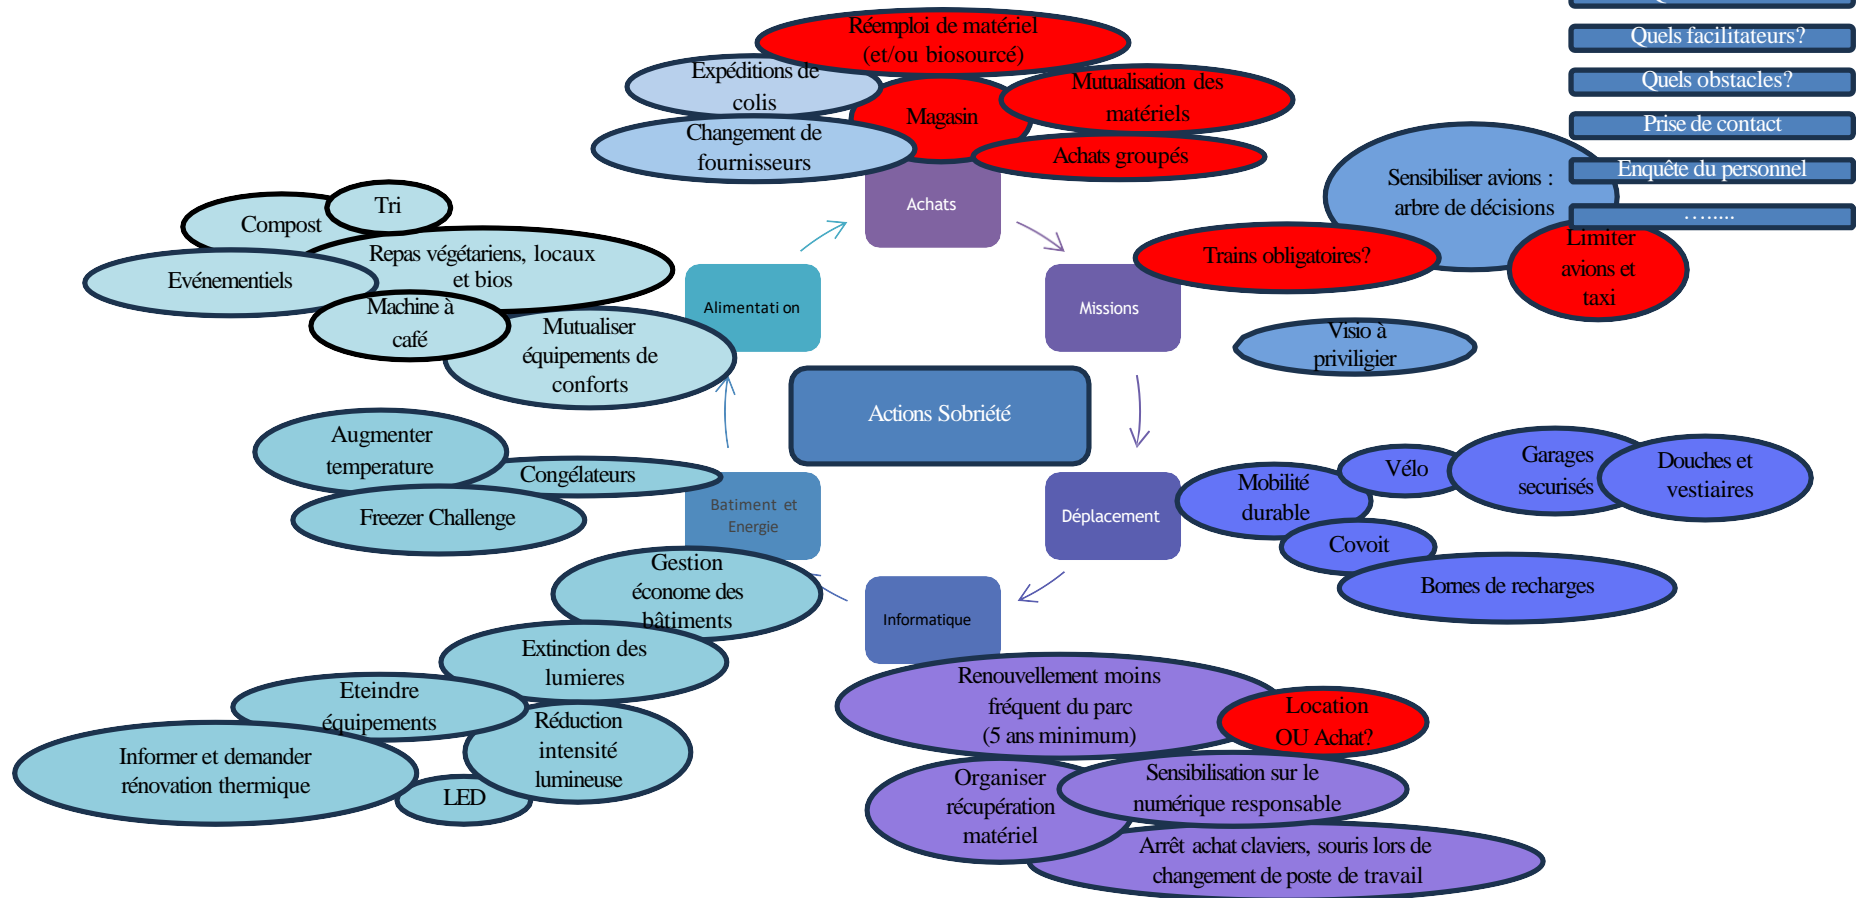 Réemploi de matériel
(et/ou biosourcé)
Expéditions de
colis
Magasin
Mutualisation des
matériels
Changement de
fournisseurs
Achats groupés
Achats
Quels facilitateurs?
Quels obstacles?
Prise de contact
Enquête du personnel
…......
Sensibiliser avions :
arbre de décisions
Trains obligatoires?
Limiter
avions et
taxi
Missions
Visio à
priviligier
Tri
Compost
Repas végétariens, locaux
et bios
Evénementiels
Machine à
café
Mutualiser
équipements de
conforts
Alimentati on
Actions Sobriété
Augmenter
temperature
Congélateurs
Freezer Challenge
Batiment et
Energie
Déplacement
Mobilité
durable
Vélo
Garages
securisés
Douches et
vestiaires
Covoit
Bornes de recharges
Gestion
économe des
bâtiments
Informatique
Extinction des
lumieres
Eteindre
équipements
Réduction
intensité
lumineuse
Informer et demander
rénovation thermique
LED
Renouvellement moins
fréquent du parc
(5 ans minimum)
Location
OU Achat?
Organiser
récupération
matériel
Sensibilisation sur le
numérique responsable
Arrêt achat claviers, souris lors de
changement de poste de travail